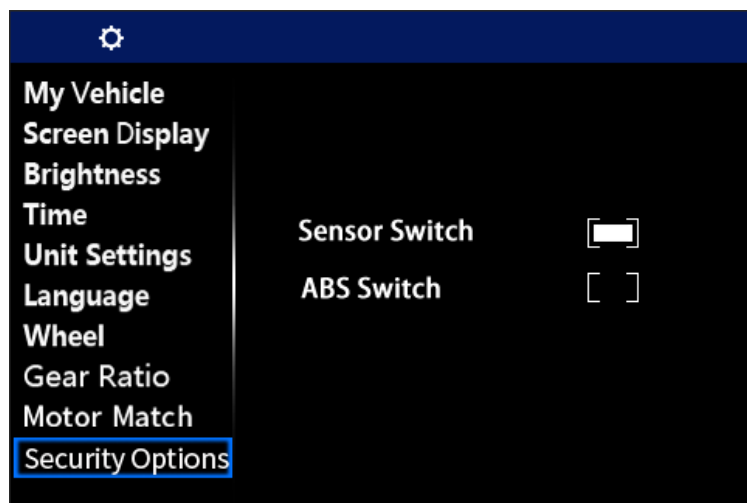 My Vehicle
Screen Display
Brightness
Time
Unit Settings
Language
Wheel
Gear Ratio
Motor Match
Security Options
Sensor Switch
ABS Switch